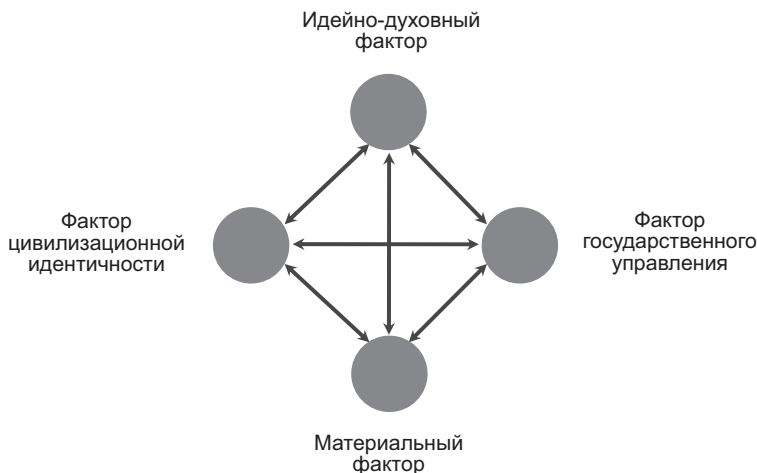 Идейно-духовный
фактор
Фактор
цивилизационной
идентичности
Фактор
государственного
управления
Материальный
фактор